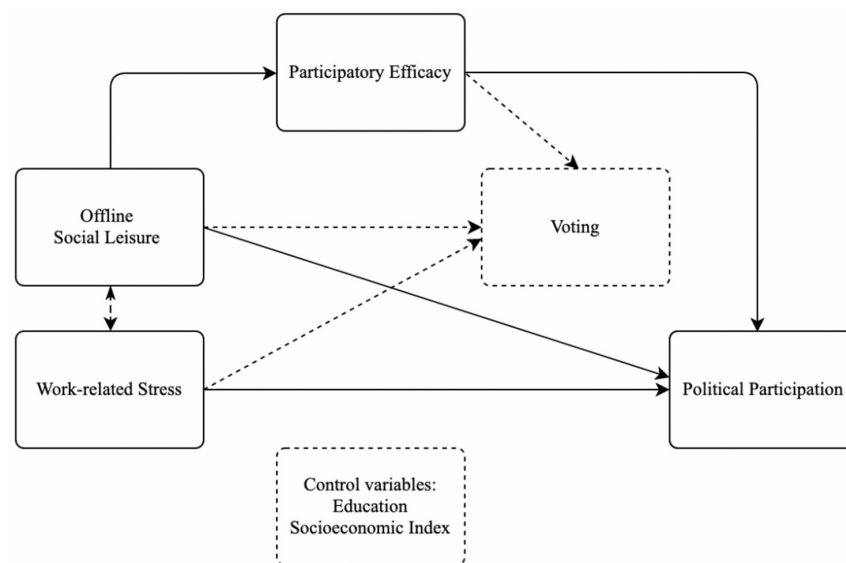 Participatory Efficacy
Offline
Social Leisure
Voting
Work-related Stress
Political Participation
Control variables:
Education
Socioeconomic Index